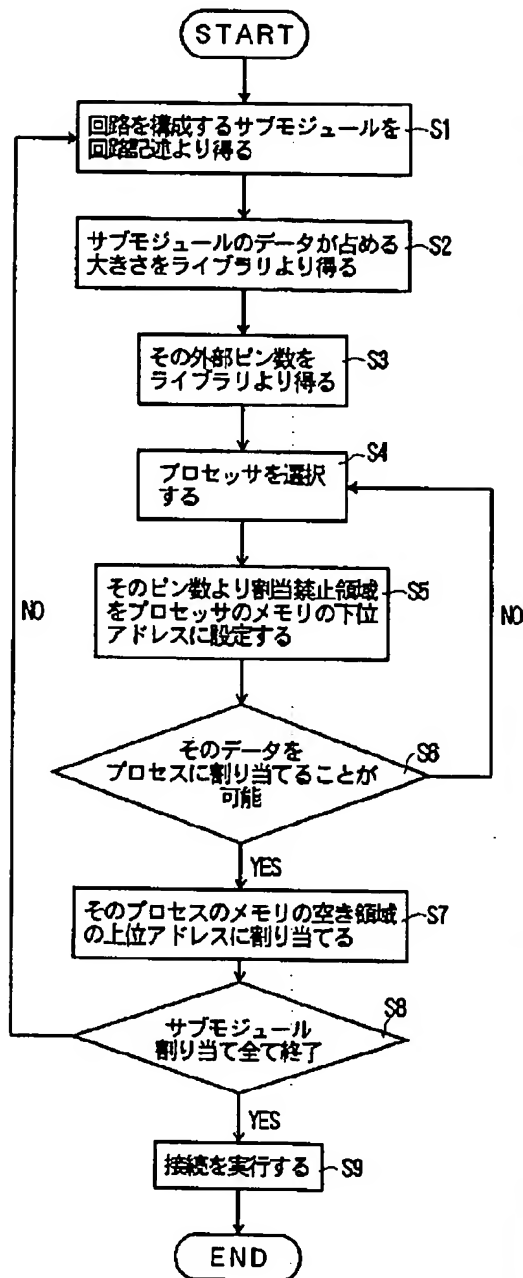 START
回路を構成するサブモジュールを
回路記述より得る
S1
サブモジュールのデータが占める
大きさをライブラリより得る
S2
その外部ピン数を
ライブラリより得る
S3
プロセッサを選択
する
S4
そのピン数より割当禁止領域
をプロセッサのメモリの下位
アドレスに設定する
S5
NO
NO
そのデータを
プロセスに割り当てることが
可能
S6
YES
そのプロセスのメモリの空き領域
の上位アドレスに割り当てる
S7
サブモジュール
割り当て全て終了
S8
YES
接続を実行する
S9
END